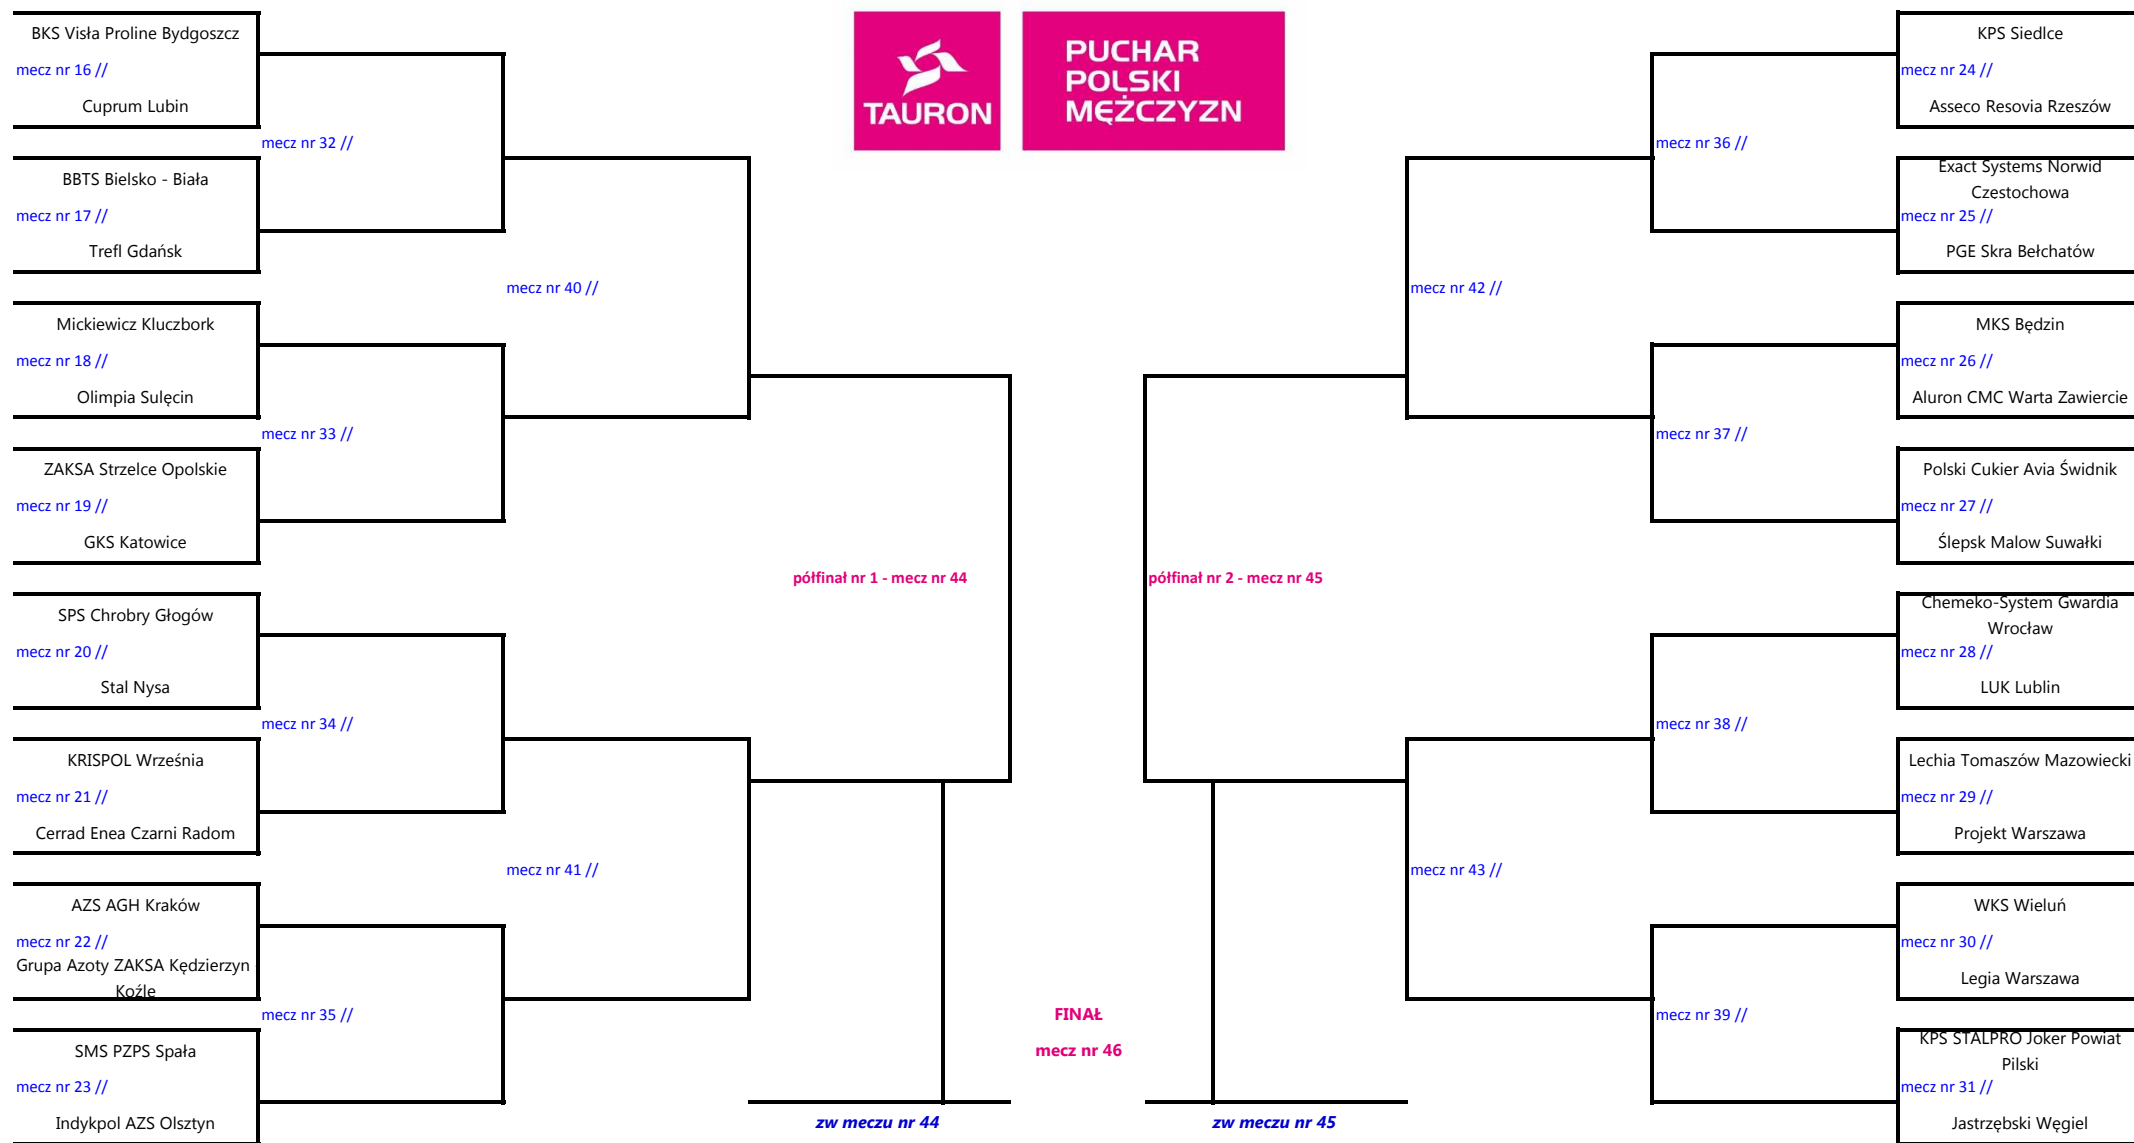 BKS Visła Proline Bydgoszcz
mecz nr 16 //
Cuprum Lubin
mecz nr 32 //
BBTS Bielsko - Biała
mecz nr 17 //
Trefl Gdańsk
mecz nr 40 //
Mickiewicz Kluczbork
mecz nr 18 //
Olimpia Sulęcin
mecz nr 33 //
ZAKSA Strzelce Opolskie
mecz nr 19 //
GKS Katowice
półfinał nr 1 - mecz nr 44
SPS Chrobry Głogów
mecz nr 20 //
Stal Nysa
mecz nr 34 //
KRISPOL Września
mecz nr 21 //
Cerrad Enea Czarni Radom
mecz nr 41 //
AZS AGH Kraków
mecz nr 22 //
Grupa Azoty ZAKSA Kędzierzyn -
Koźle
mecz nr 35 //
SMS PZPS Spała
mecz nr 23 //
Indykpol AZS Olsztyn
zw meczu nr 44
TAURON
PUCHAR
POLSKI
MĘŻCZYZN
FINAŁ
mecz nr 46
KPS Siedlce
mecz nr 24 //
Asseco Resovia Rzeszów
mecz nr 36 //
Exact Systems Norwid
Częstochowa
mecz nr 25 //
PGE Skra Bełchatów
mecz nr 42 //
MKS Będzin
mecz nr 26 //
Aluron CMC Warta Zawiercie
mecz nr 37 //
Polski Cukier Avia Świdnik
mecz nr 27 //
Ślepsk Malow Suwałki
półfinał nr 2 - mecz nr 45
Chemeko-System Gwardia
Wrocław
mecz nr 28 //
LUK Lublin
mecz nr 38 //
Lechia Tomaszów Mazowiecki
mecz nr 29 //
Projekt Warszawa
mecz nr 43 //
WKS Wieluń
mecz nr 30 //
Legia Warszawa
mecz nr 39 //
KPS STALPRO Joker Powiat
Pilski
mecz nr 31 //
Jastrzębski Węgiel
zw meczu nr 45